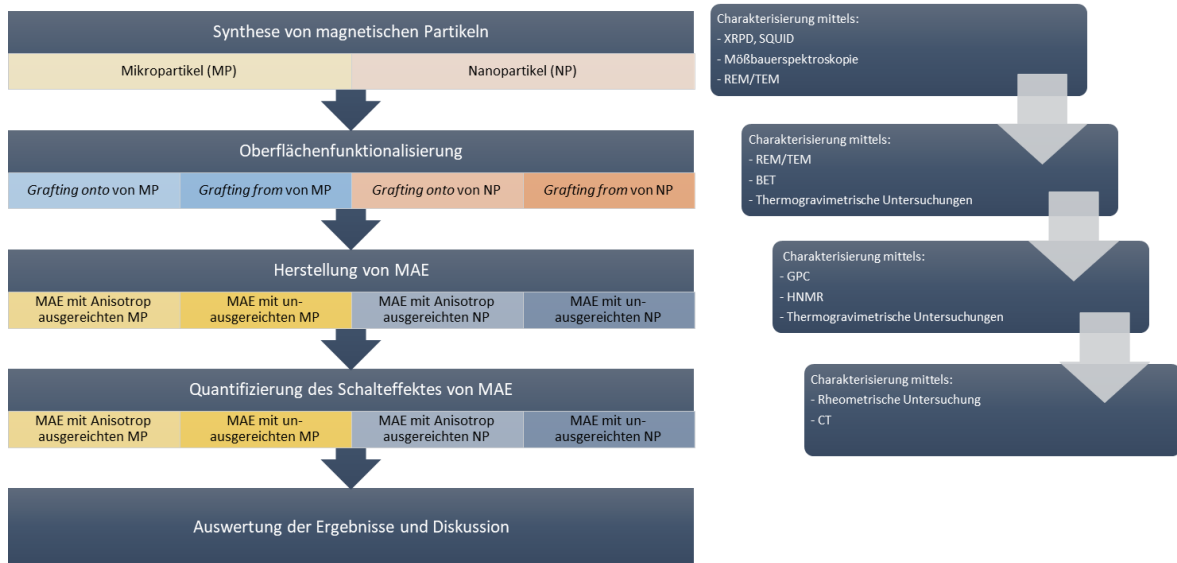 Synthese von magnetischen Partikeln
Mikropartikel (MP)
Nanopartikel (NP)
Oberflächenfunktionalisierung
Grafting onto von MP
Grafting from von MP
Grafting onto von NP
Grafting from von NP
Herstellung von MAE
MAE mit Anisotrop
ausgereichten MP
MAE mit un-
ausgereichten MP
MAE mit Anisotrop
ausgereichten NP
MAE mit un-
ausgereichten NP
Quantifizierung des Schalteffektes von MAE
MAE mit Anisotrop
ausgereichten MP
MAE mit un-
ausgereichten MP
MAE mit Anisotrop
ausgereichten NP
MAE mit un-
ausgereichten NP
Auswertung der Ergebnisse und Diskussion
Charakterisierung mittels:
- XRPD, SQUID
- Mößbauerspektroskopie
- REM/TEM
Charakterisierung mittels:
- REM/TEM
- BET
- Thermogravimetrische Untersuchungen
Charakterisierung mittels:
- GPC
- HNMR
- Thermogravimetrische Untersuchungen
Charakterisierung mittels:
- Rheometrische Untersuchung
- CT